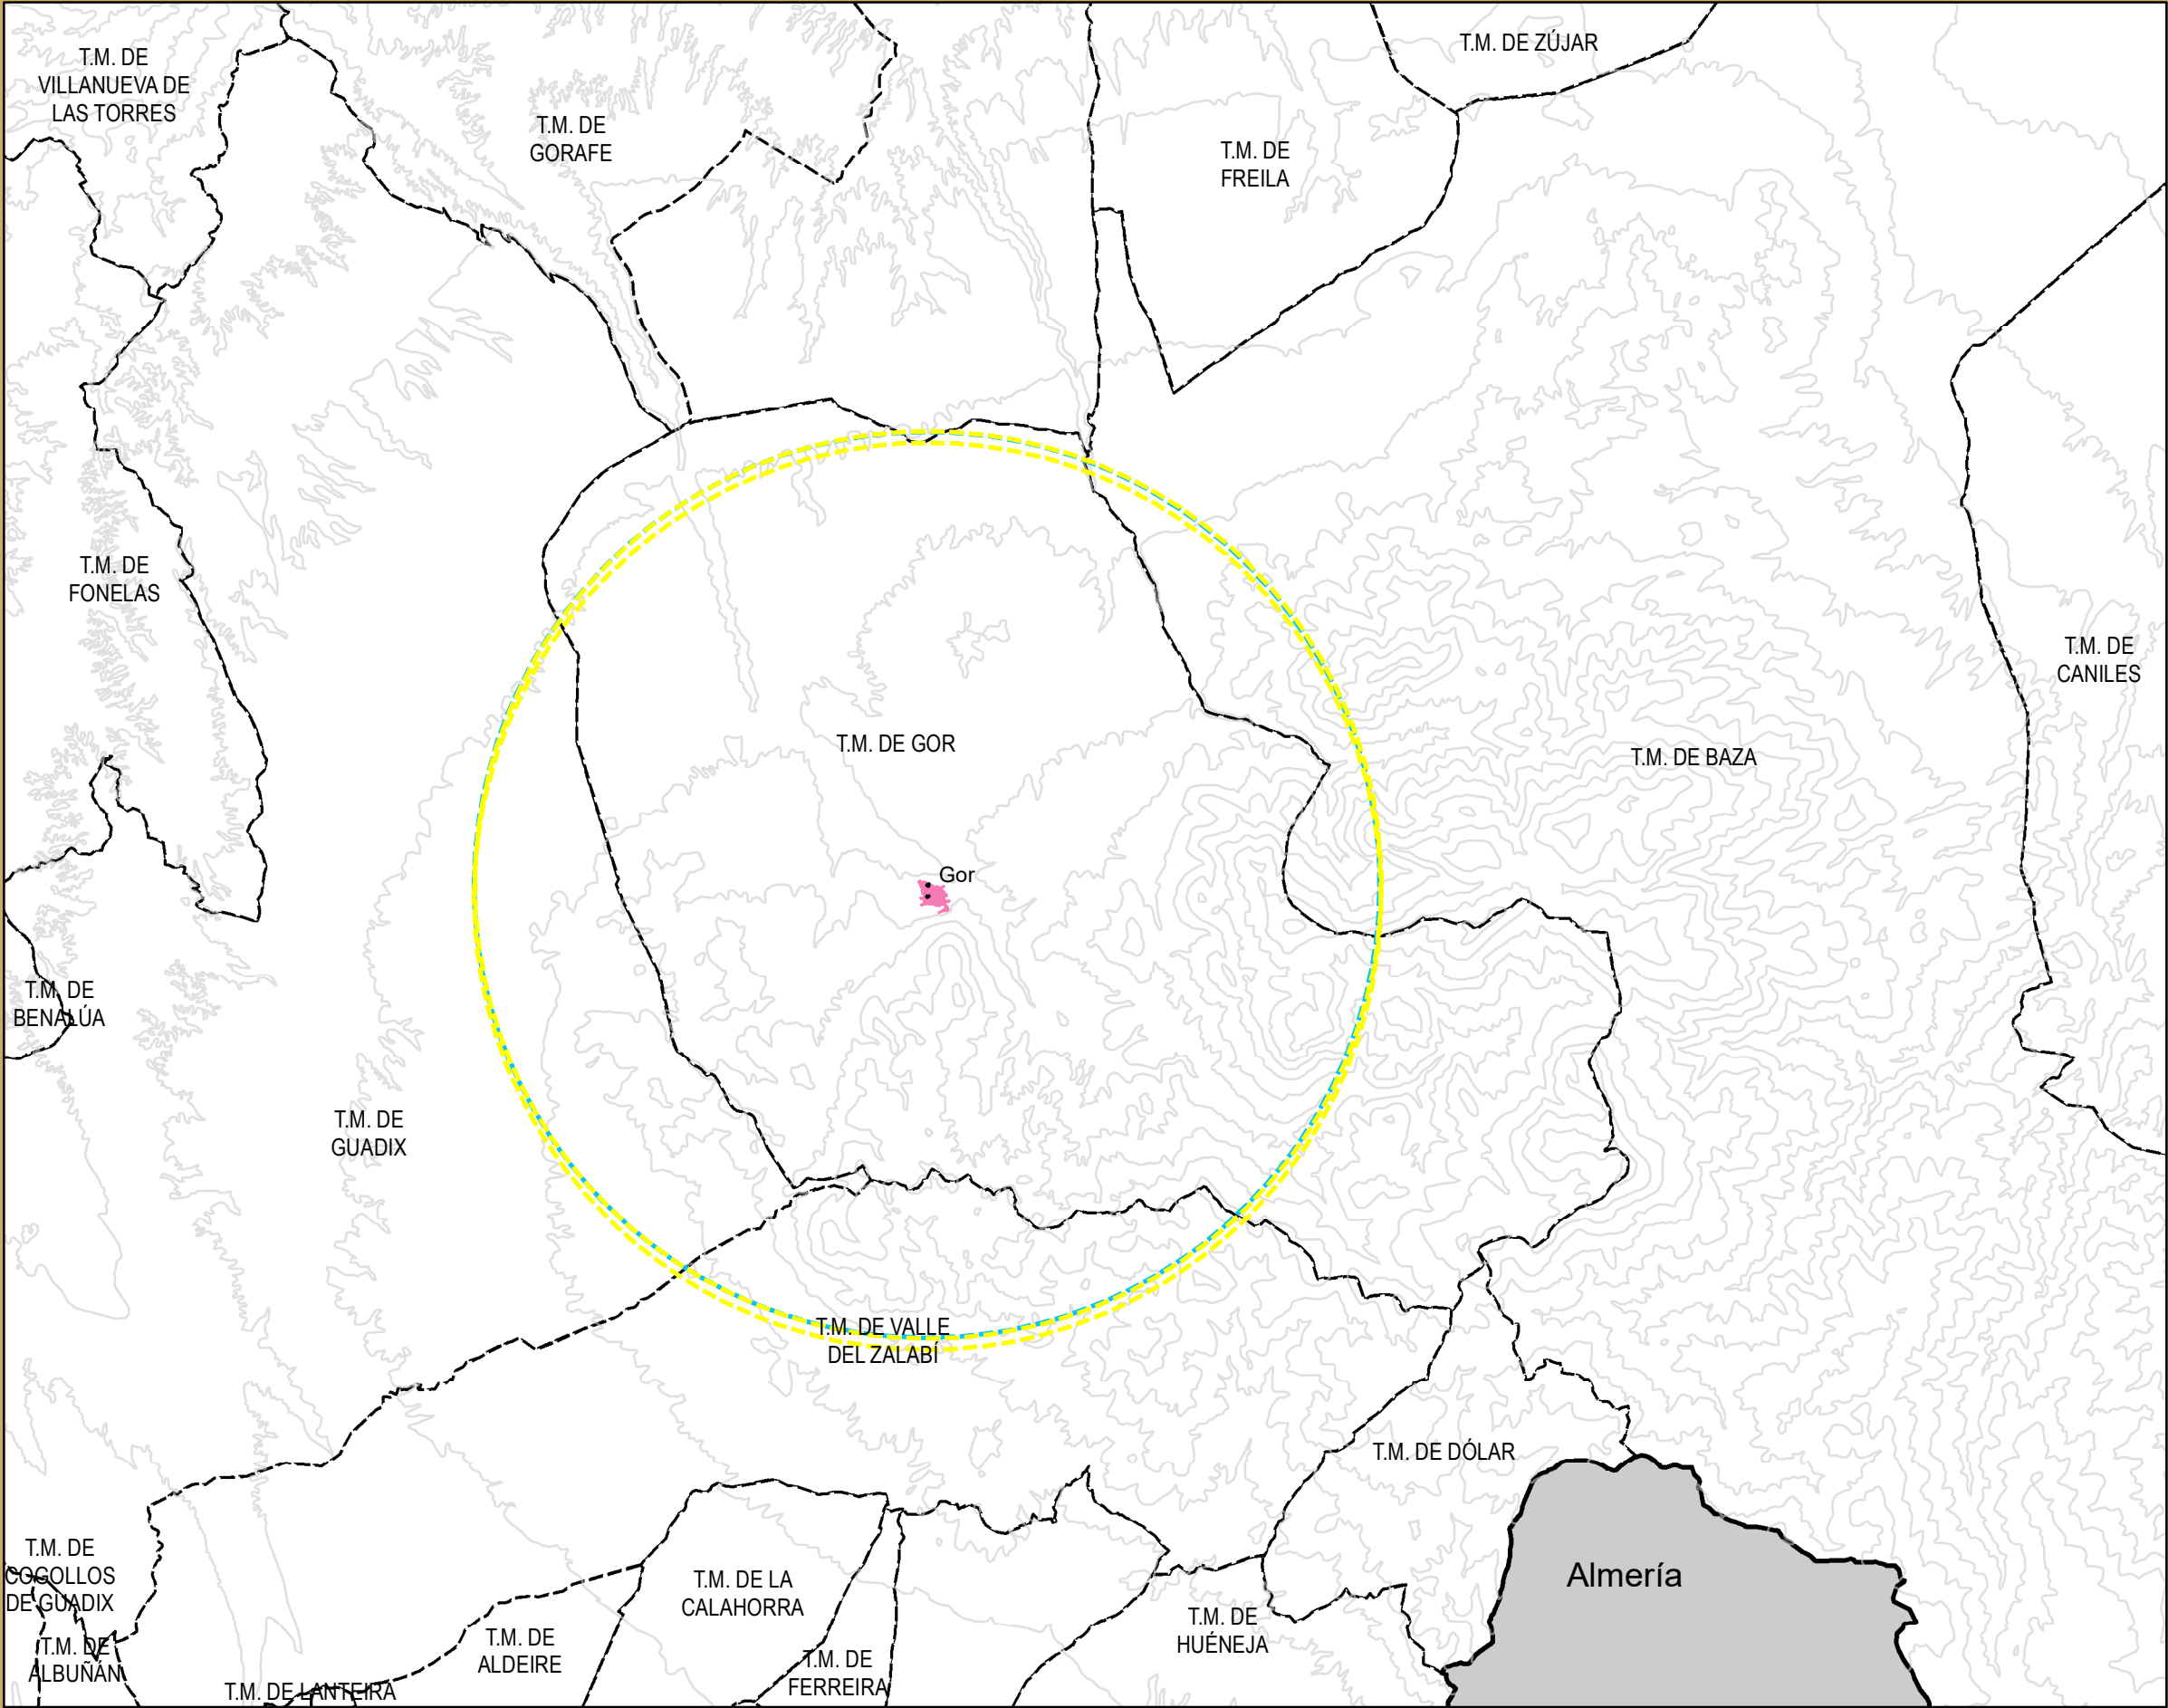 T.M. DE ZÚJAR
T.M. DE
VILLANUEVA DE
LAS TORRES
T.M. DE
GORAFE
T.M. DE
FREILA
T.M. DE
FONELAS
T.M. DE
CANILES
T.M. DE GOR
T.M. DE BAZA
Gor
T.M. DE
BENALÚA
T.M. DE
GUADIX
T.M. DE VALLE
DEL ZALABÍ
T.M. DE DÓLAR
T.M. DE
COGOLLOS
DE GUADIX
Almería
T.M. DE LA
CALAHORRA
T.M. DE
HUÉNEJA
T.M. DE
ALBUÑÁN
T.M. DE
ALDEIRE
T.M. DE
FERREIRA
T.M. DE LANTEIRA